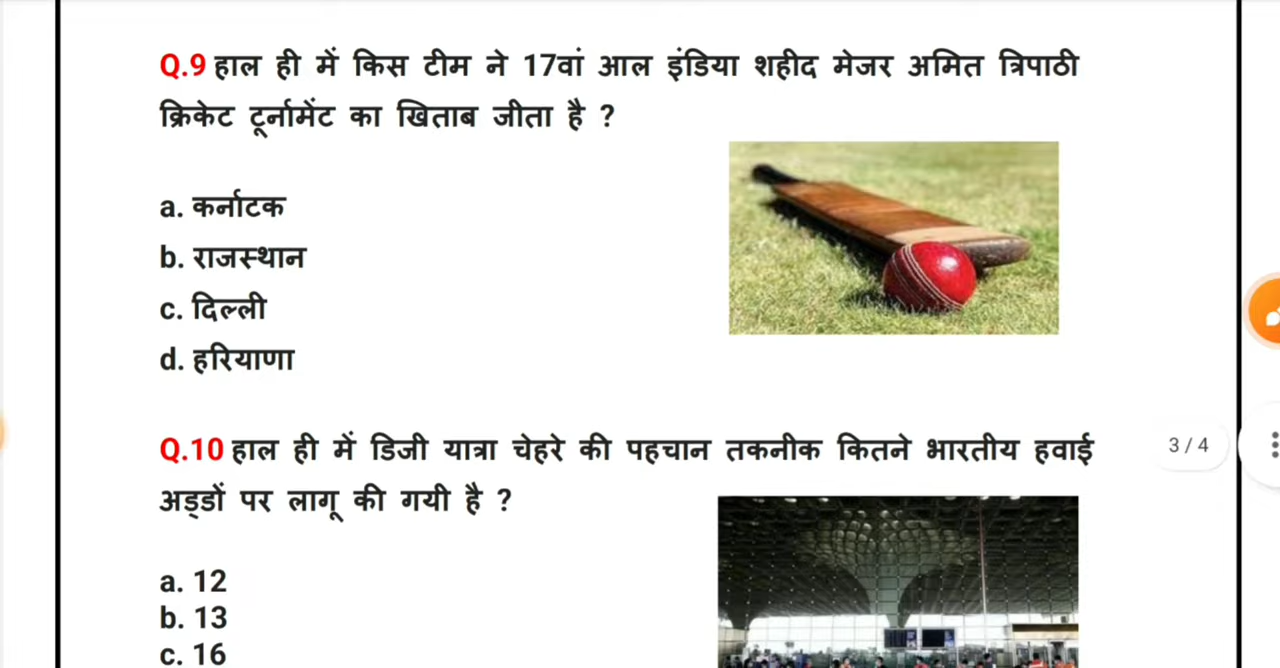 Q.9 हाल ही में किस टीम ने 17वां आल इंडिया शहीद मेजर अमित त्रिपाठी
क्रिकेट टूर्नामेंट का खिताब जीता है ?
a. कर्नाटक
b. राजस्थान
c. दिल्ली
d. हरियाणा
Q.10 हाल ही में डिजी यात्रा चेहरे की पहचान तकनीक कितने भारतीय हवाई
अड्डों पर लागू की गयी है ?
3 / 4
a. 12
b. 13
c. 16